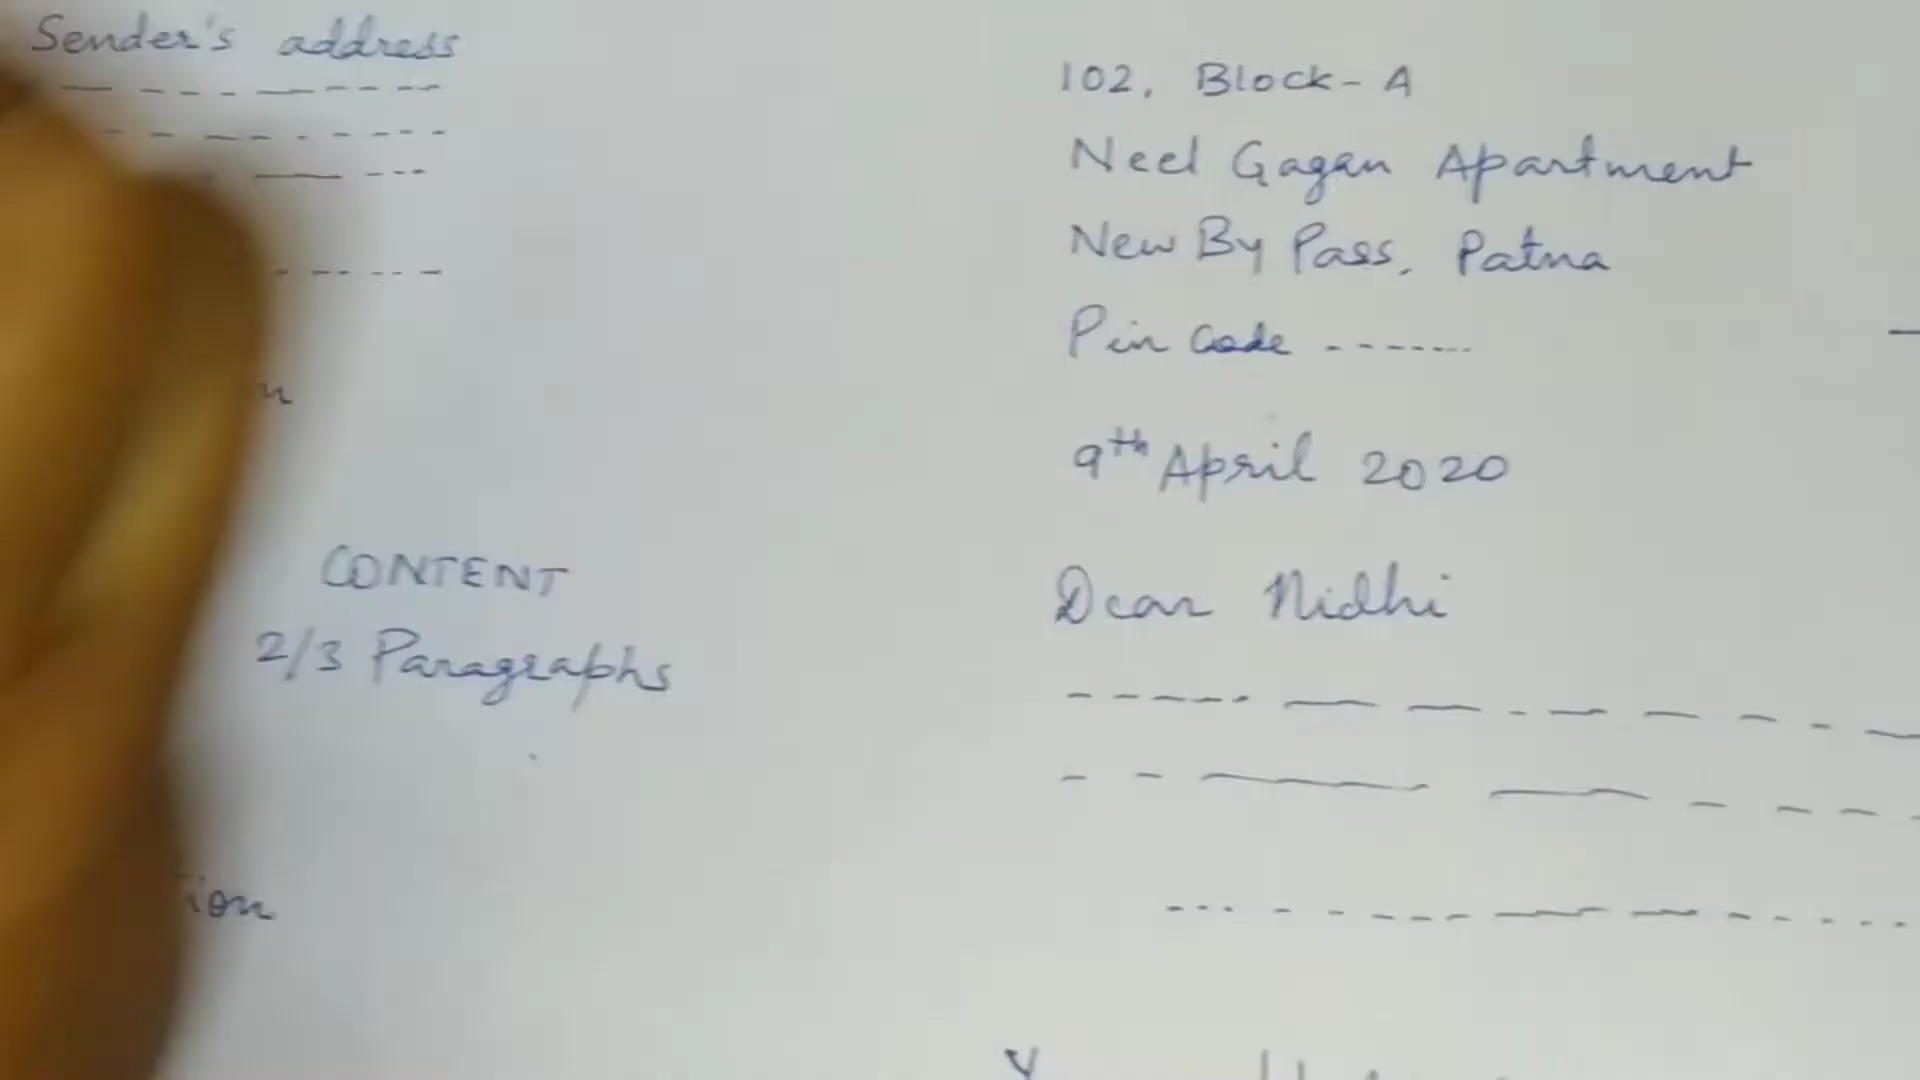 Sender's address
CONTENT
2/3 Paragraphs
102, Block-A
Neel Gagan Apartment
New By Pass, Patna
Pin Code -------
9th April 2020
Dear Nidhi